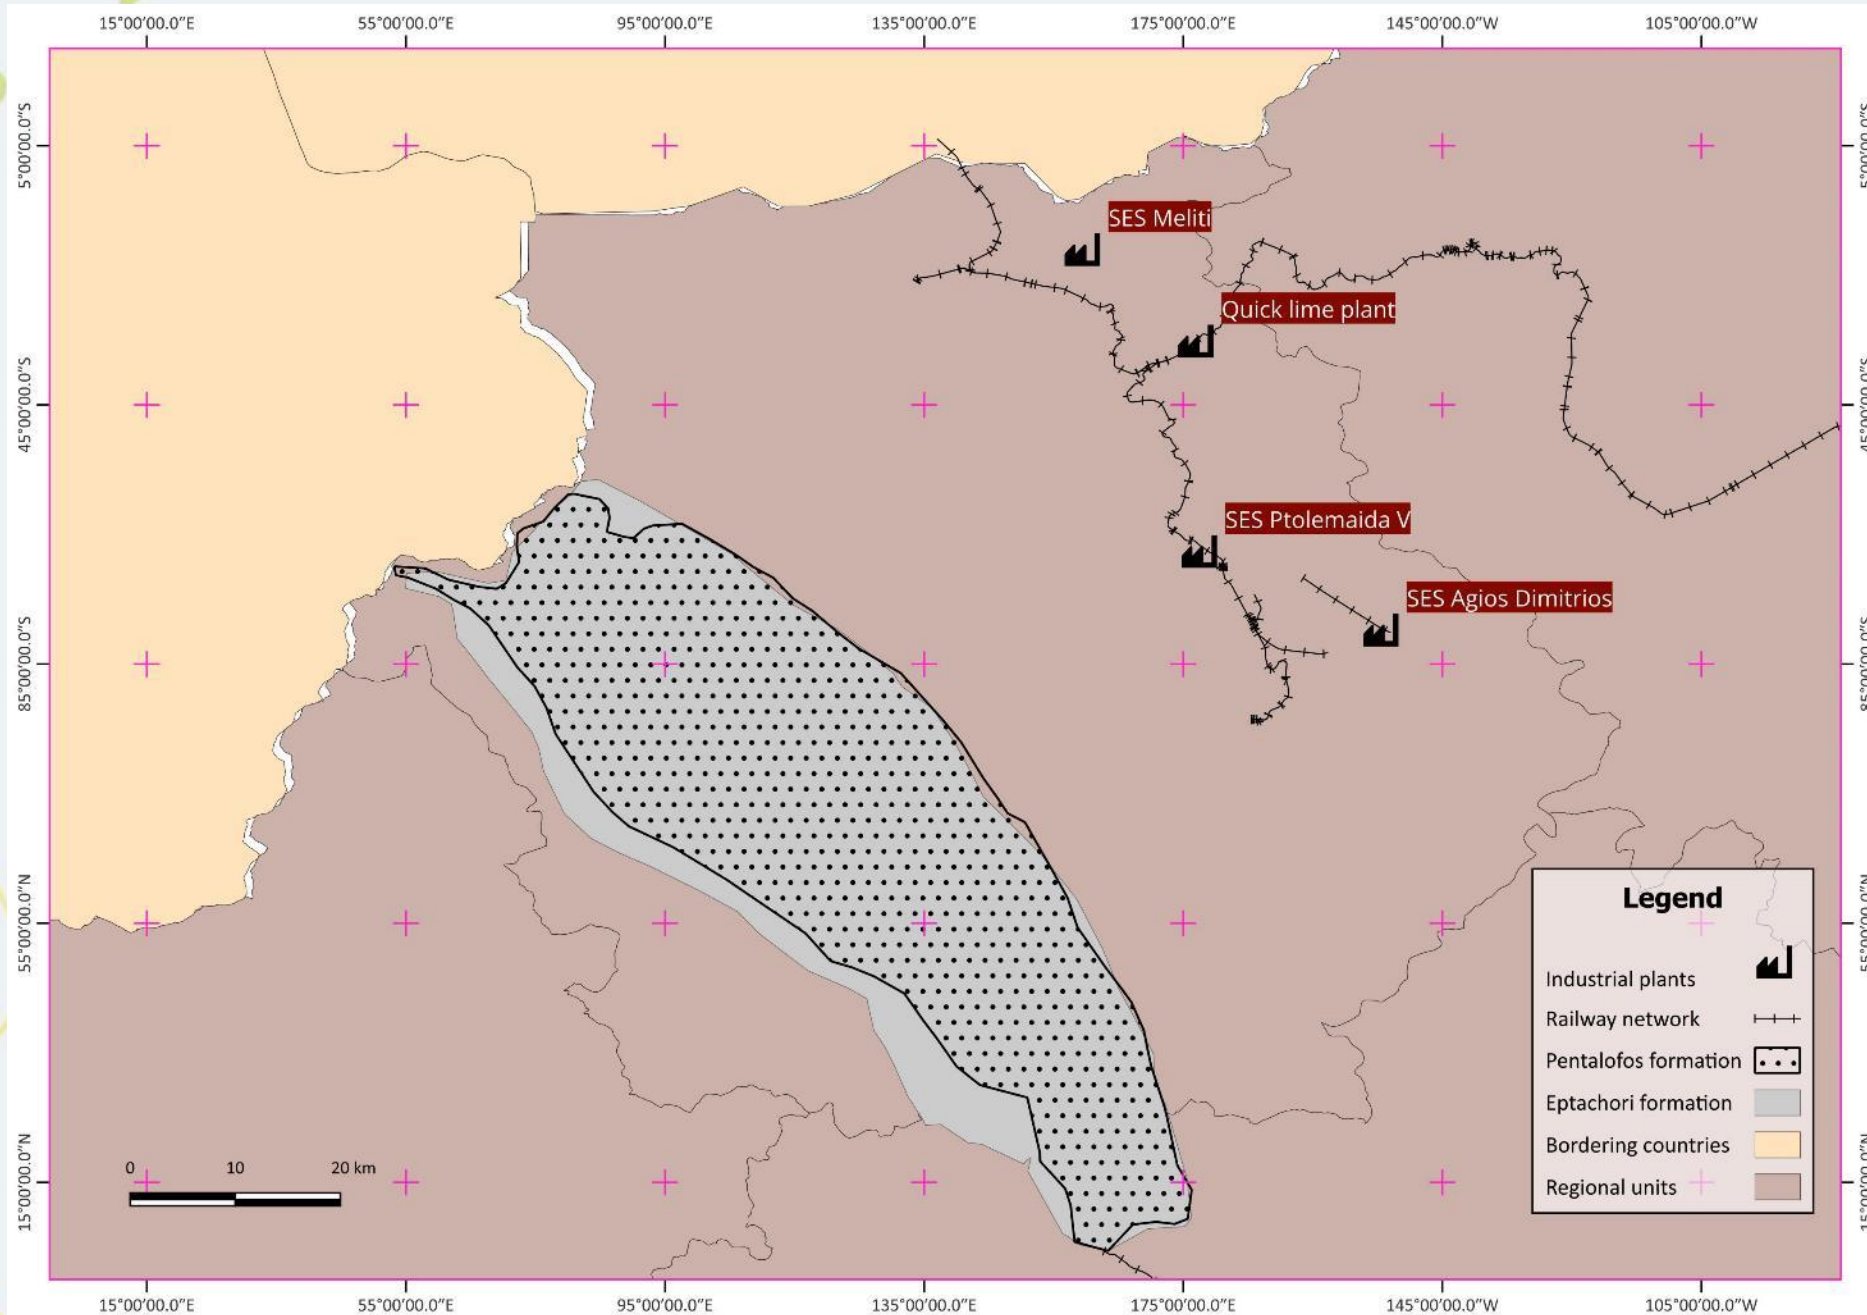 15°00′00.0″E 55°00′00.0″E 95°00′00.0″E 135°00′00.0″E 175°00′00.0″E 145°00′00.0″W 105°00′00.0″W
5°00′00.0″S
45°00′00.0″S
85°00′00.0″S
55°00′00.0″N
15°00′00.0″N
SES Meliti
Quick lime plant
SES Ptolemaida V
SES Agios Dimitrios
Legend
Industrial plants
Railway network
Pentalofos formation
Eptachori formation
Bordering countries
Regional units
0 10 20 km
5°00′00.0″S
45°00′00.0″S
85°00′00.0″S
55°00′00.0″N
15°00′00.0″N
15°00′00.0″E 55°00′00.0″E 95°00′00.0″E 135°00′00.0″E 175°00′00.0″E 145°00′00.0″W 105°00′00.0″W